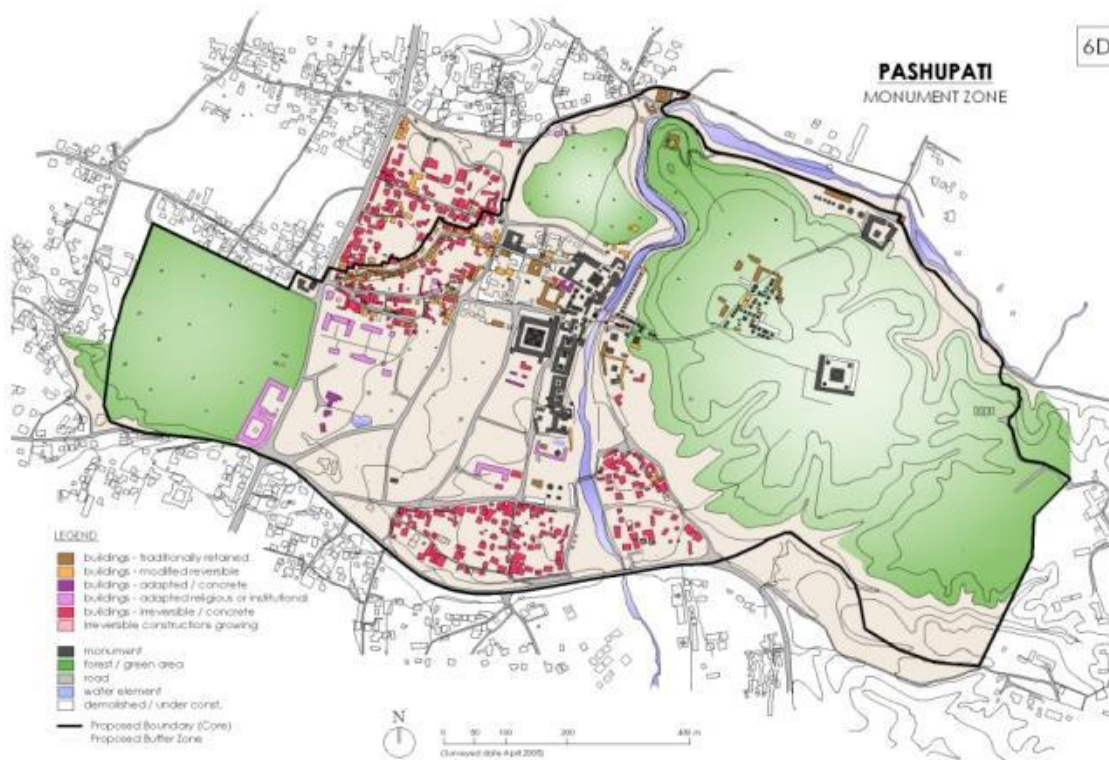 6D
PASHUPATI
MONUMENT ZONE
LEGEND
buildings - traditionally retained
buildings - modified reversible
buildings - adapted / concrete
buildings - adapted religious or institutional
buildings - irreversible / concrete
Irreversible constructions growing
monument
forest / green area
road
water element
demolished / under const.
Proposed Boundary (Core)
Proposed Buffer Zone
N
0 50 100 200 400 m
(Surveyed date April 2005)